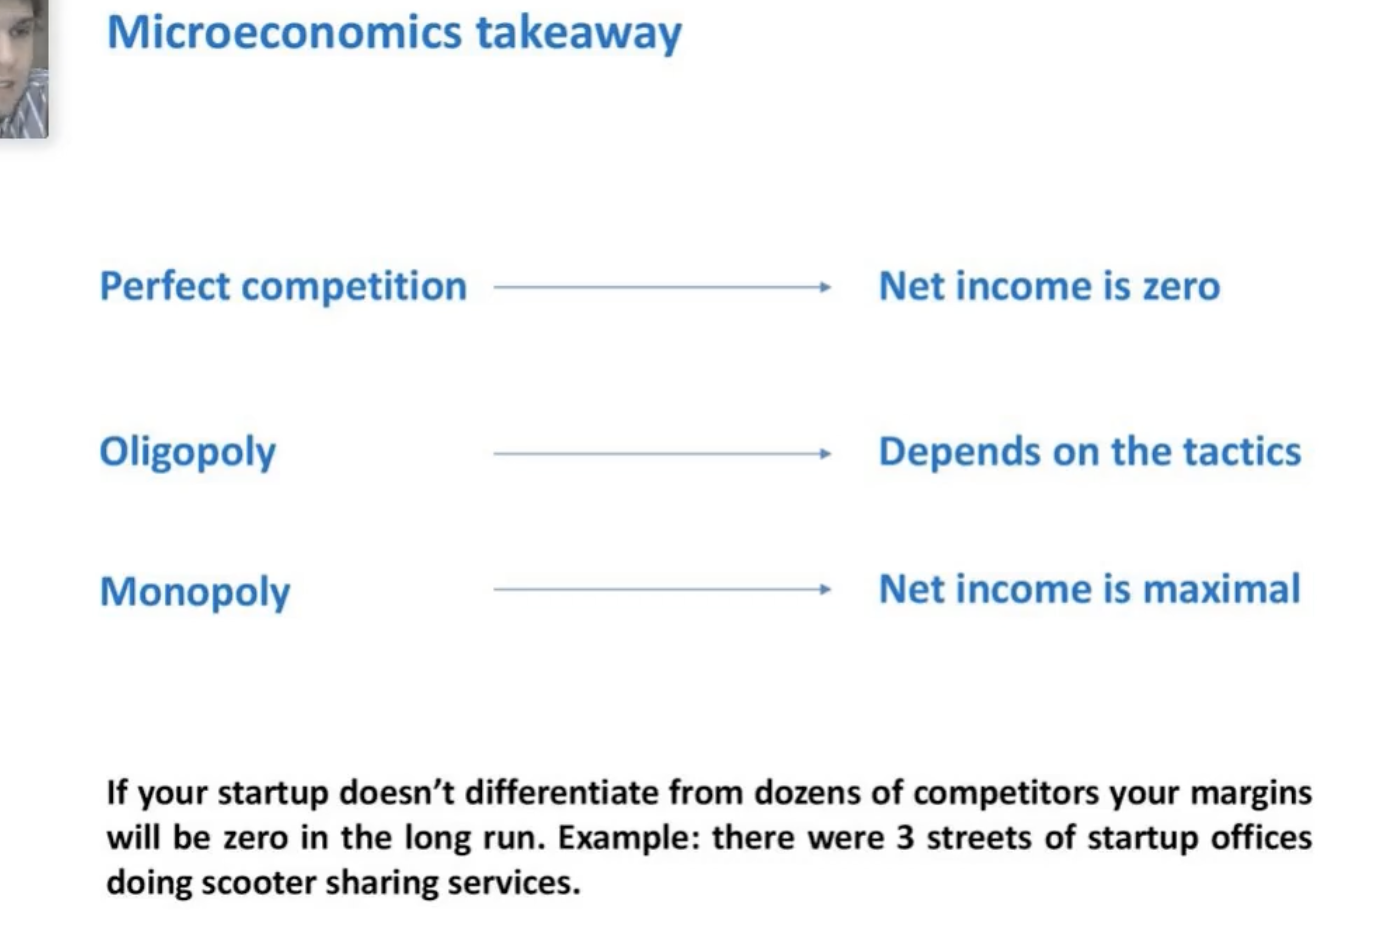 Microeconomics takeaway
Perfect competition
Net income is zero
Oligopoly
Depends on the tactics
Monopoly
Net income is maximal
If your startup doesn’t differentiate from dozens of competitors your margins
will be zero in the long run. Example: there were 3 streets of startup offices
doing scooter sharing services.